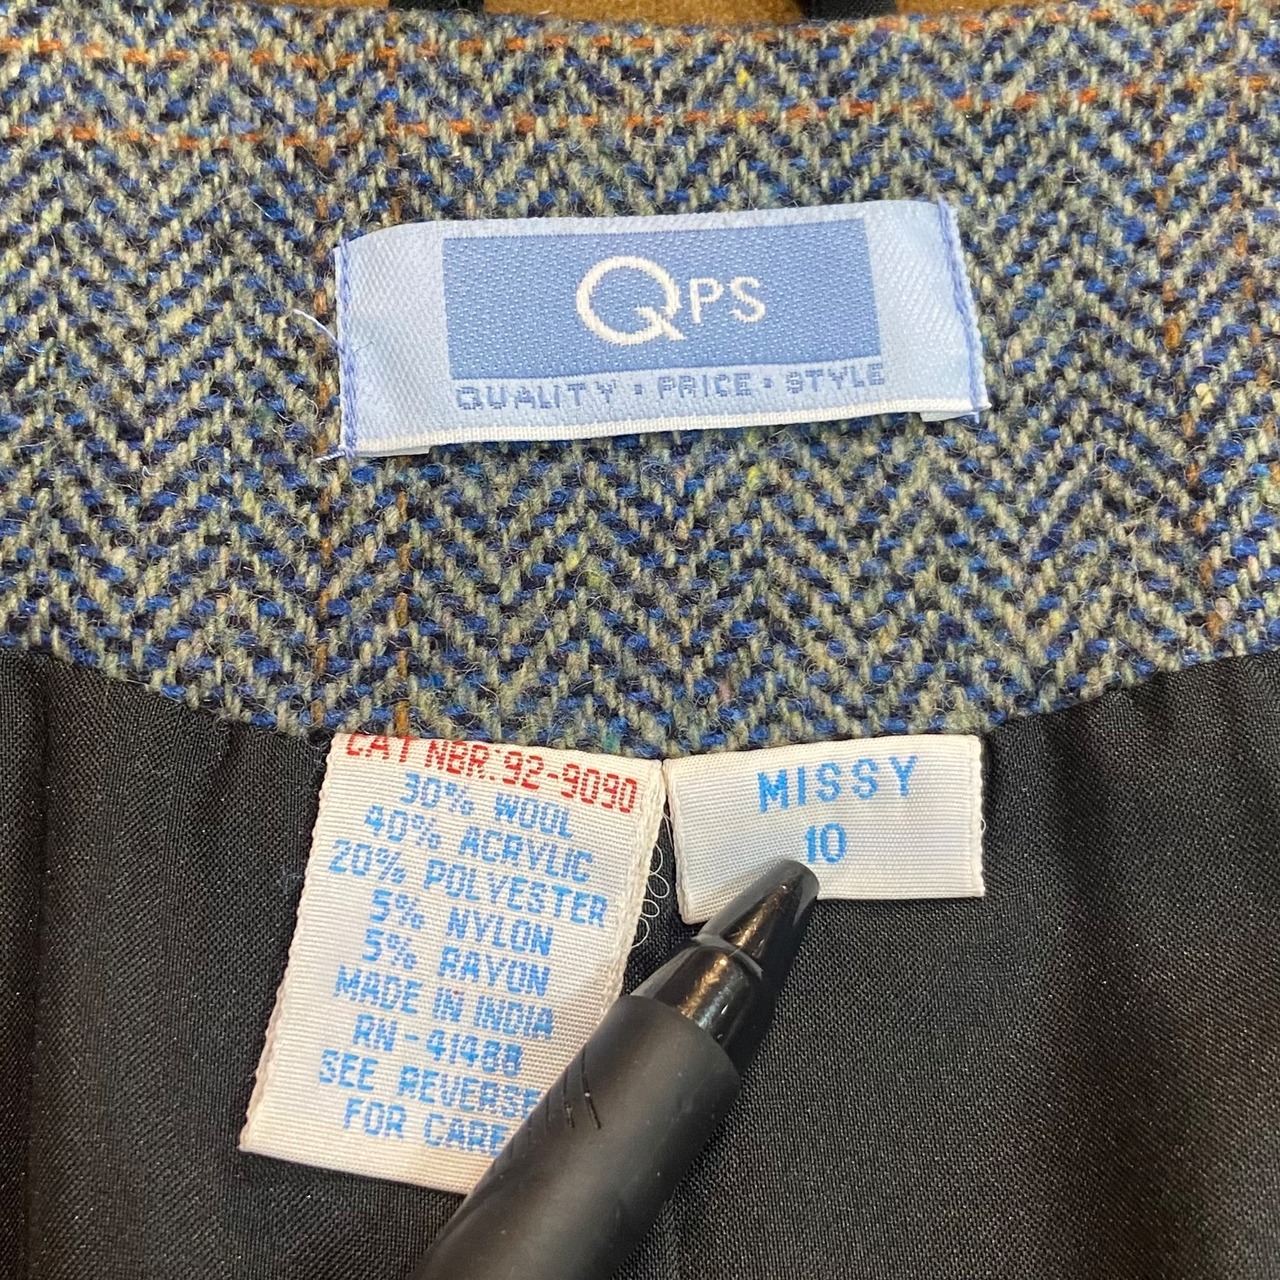 QPS
QUALITY • PRICE • STYLE
CAT NBR: 92-9090
30% WOOL
40% ACRYLIC
20% POLYESTER
5% NYLON
5% RAYON
MADE IN INDIA
RN-41488
SEE REVERSE
FOR CARE
MISSY
10